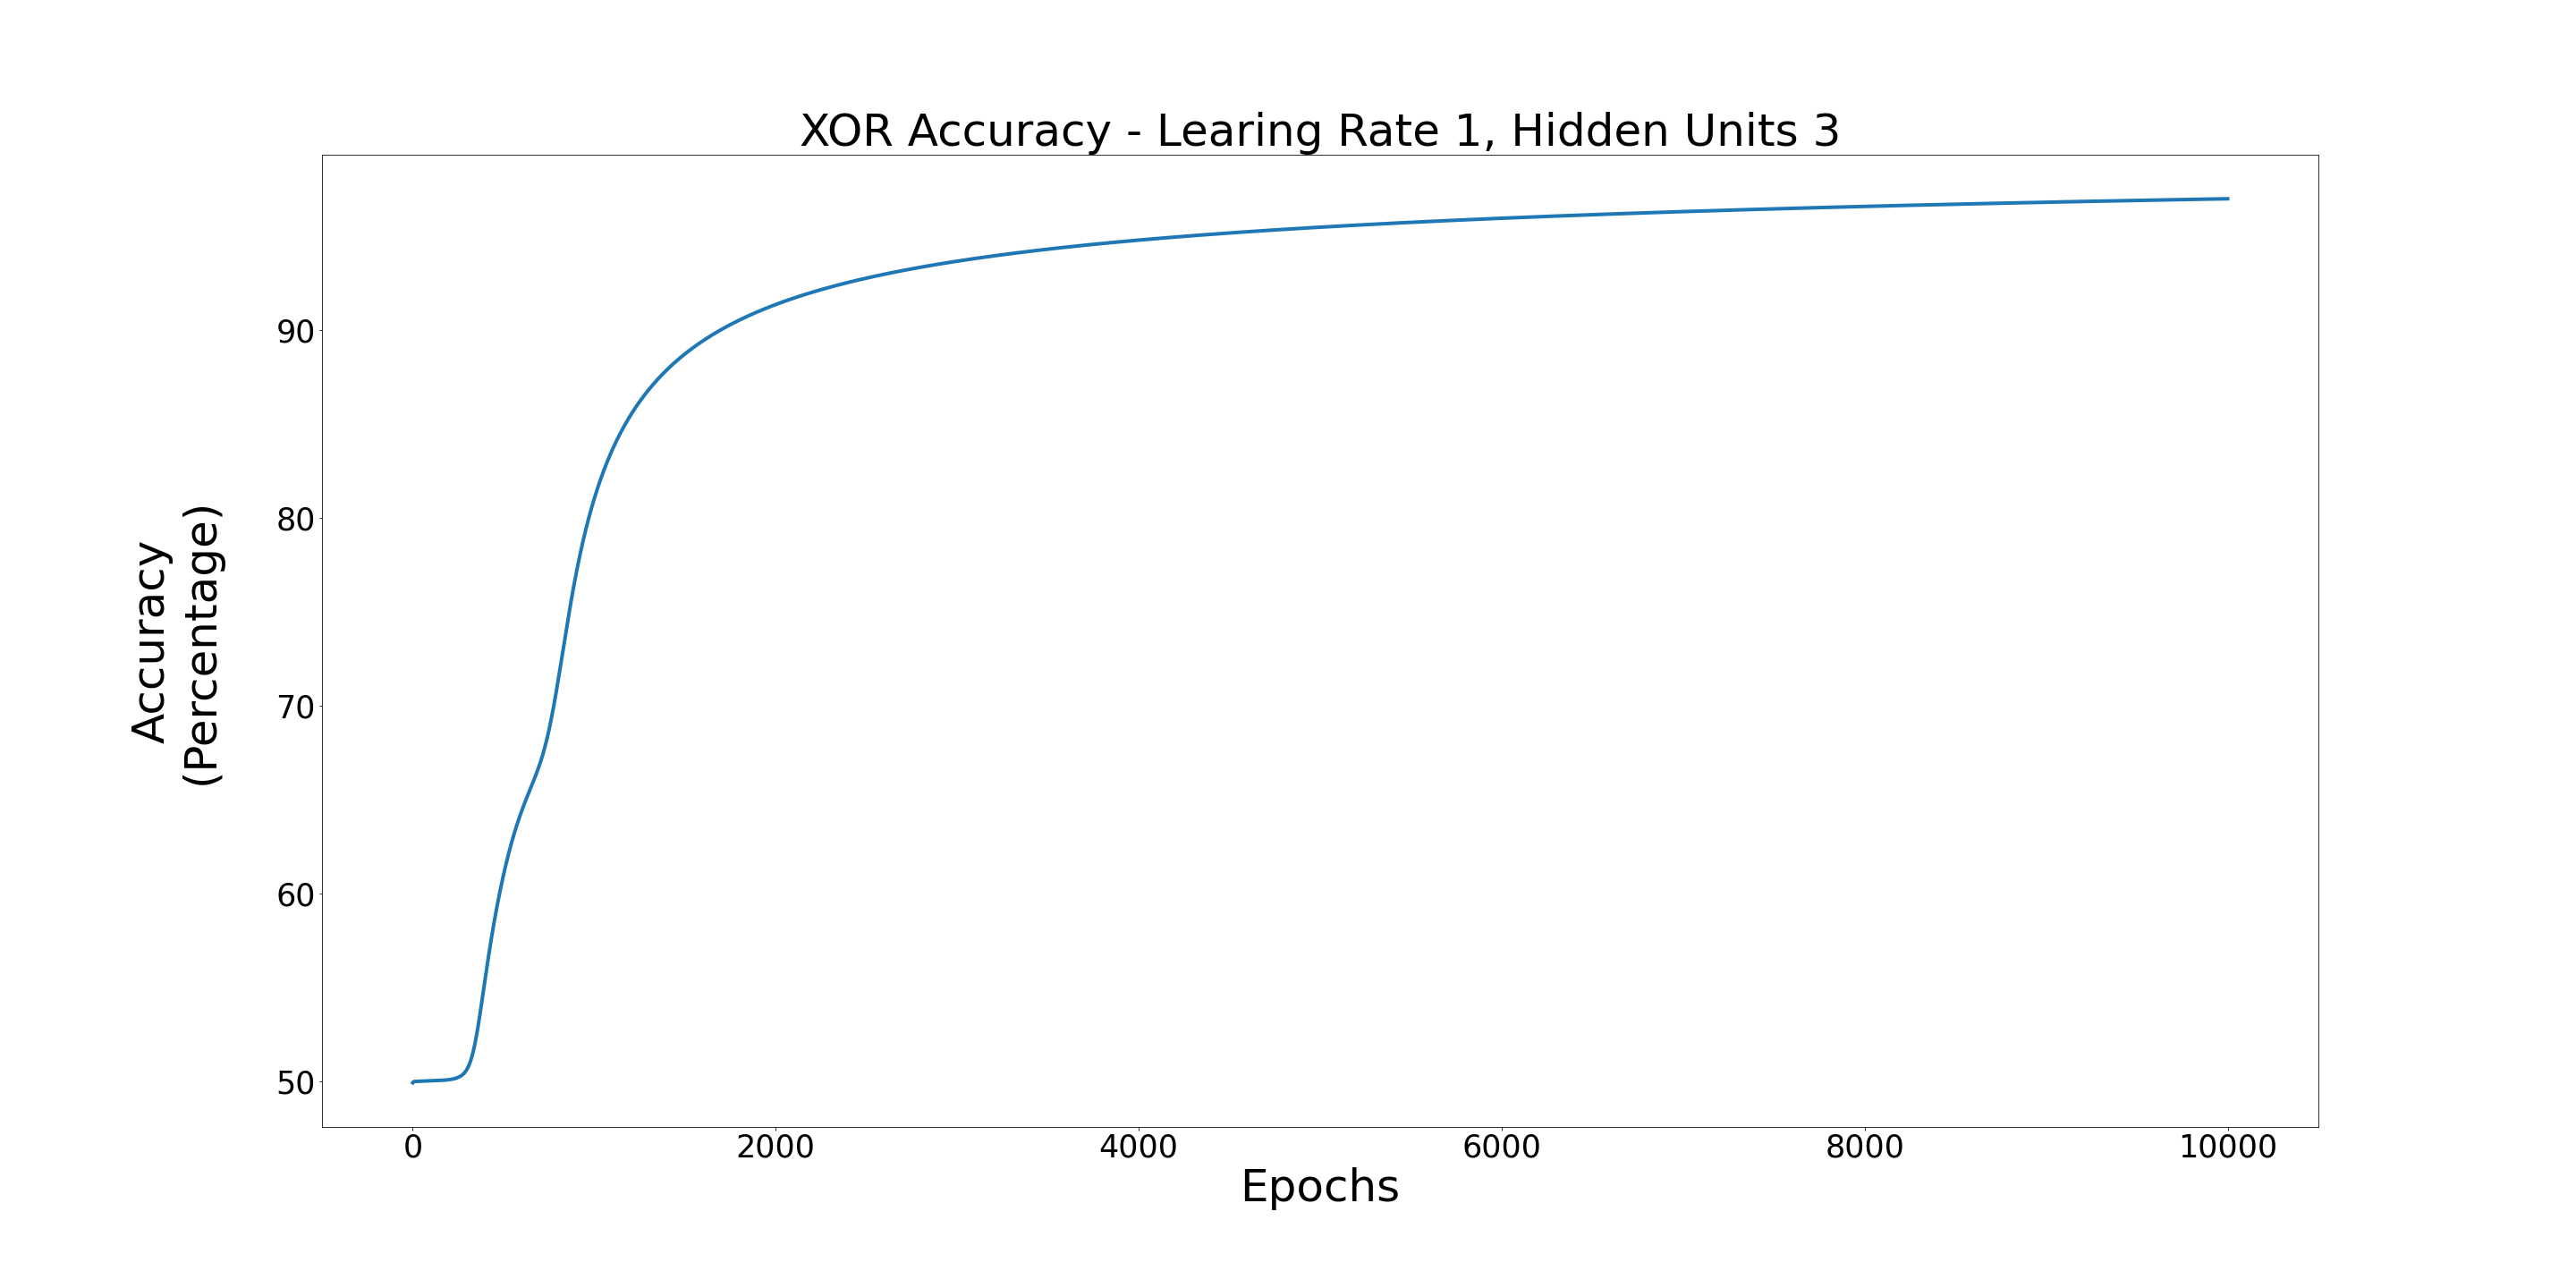 XOR Accuracy - Learing Rate 1, Hidden Units 3
Accuracy
(Percentage)
90
80
70
60
50
0 2000 4000 6000 8000 10000
Epochs